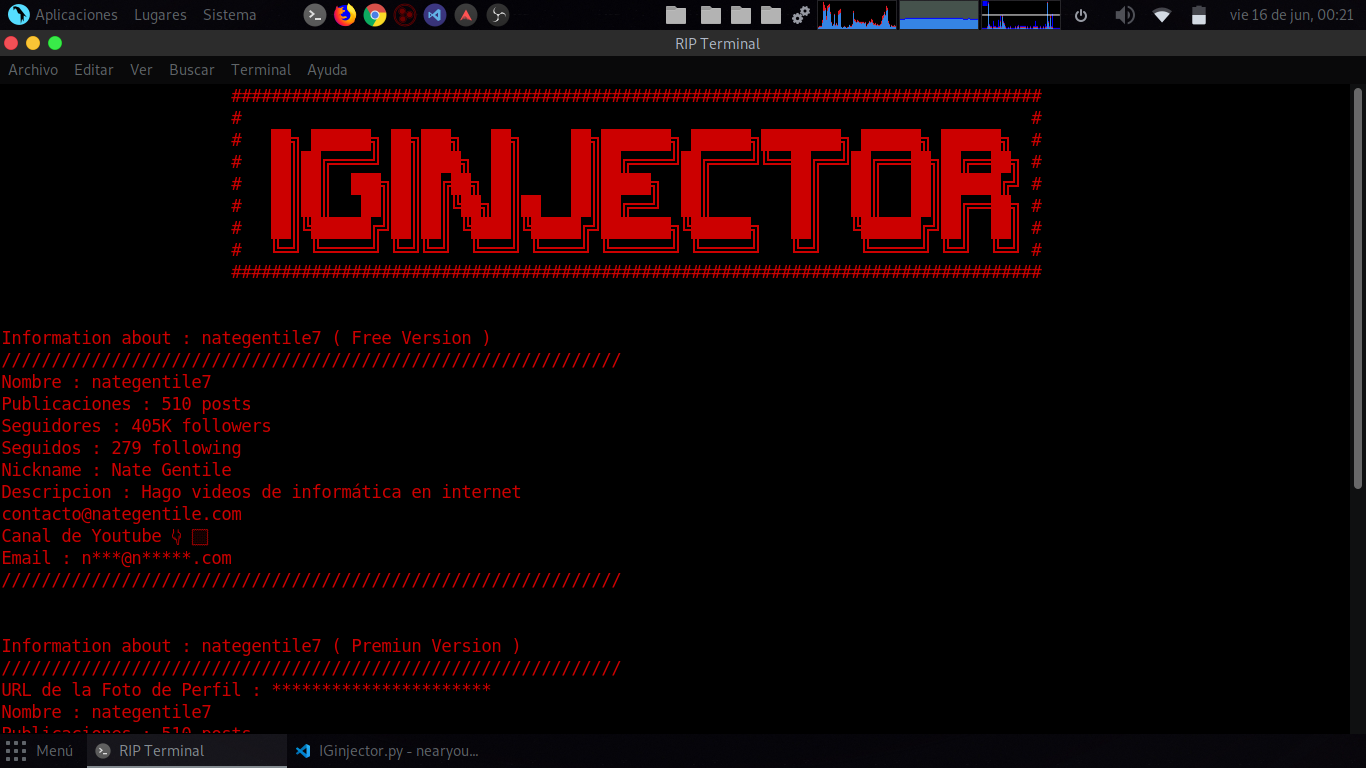 Aplicaciones Lugares Sistema vie 16 de jun, 00:21
RIP Terminal
Archivo Editar Ver Buscar Terminal Ayuda
#################################################################################
# #
# #
# #
# IGINJECTOR #
# #
# #
# #
#################################################################################
Information about : nategentile7 ( Free Version )
//////////////////////////////////////////////////////////////
Nombre : nategentile7
Publicaciones : 510 posts
Seguidores : 405K followers
Seguidos : 279 following
Nickname : Nate Gentile
Descripcion : Hago videos de informática en internet
contacto@nategentile.com
Canal de Youtube 👇
Email : n***@n*****.com
//////////////////////////////////////////////////////////////
Information about : nategentile7 ( Premiun Version )
//////////////////////////////////////////////////////////////
URL de la Foto de Perfil : **********************
Nombre : nategentile7
Publicaciones : 510 posts
Menú RIP Terminal IGinjector.py - nearyou...